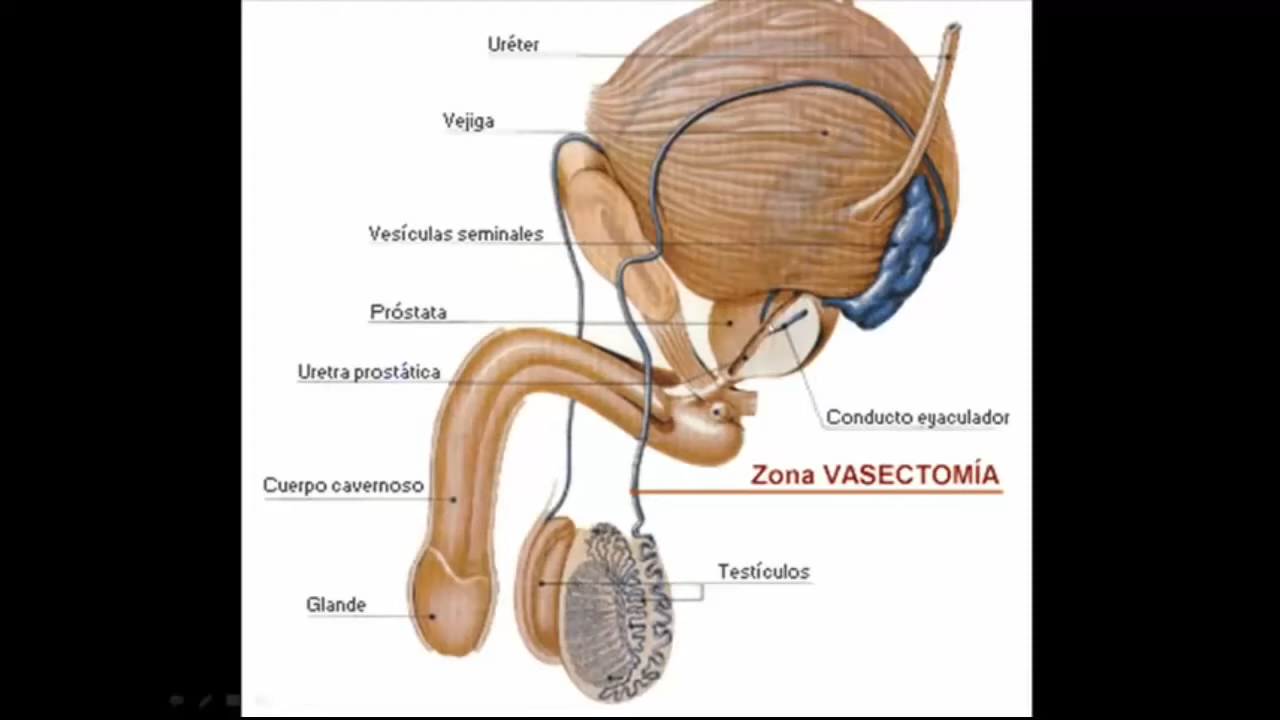 Uréter
Vejiga
Vesículas seminales
Próstata
Uretra prostática
Conducto eyaculador
Zona VASECTOMÍA
Cuerpo cavernoso
Testículos
Glande